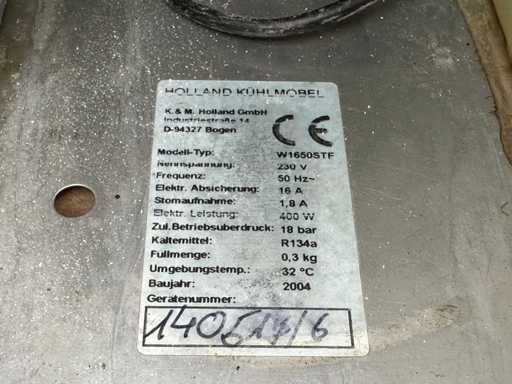 HOLLAND KÜHLMÖBEL
K. & M. Holland GmbH
Industriestraße 14
D-94327 Bogen
CE
Modell-Typ: W1650STF
Nennspannung: 230 V
Frequenz: 50 Hz~
Elektr. Absicherung: 16 A
Stomaufnahme: 1,8 A
Elektr. Leistung: 400 W
Zul.Betriebsüberdruck: 18 bar
Kältemittel: R134a
Füllmenge: 0,3 kg
Umgebungstemp.: 32 °C
Baujahr: 2004
Gerätenummer: